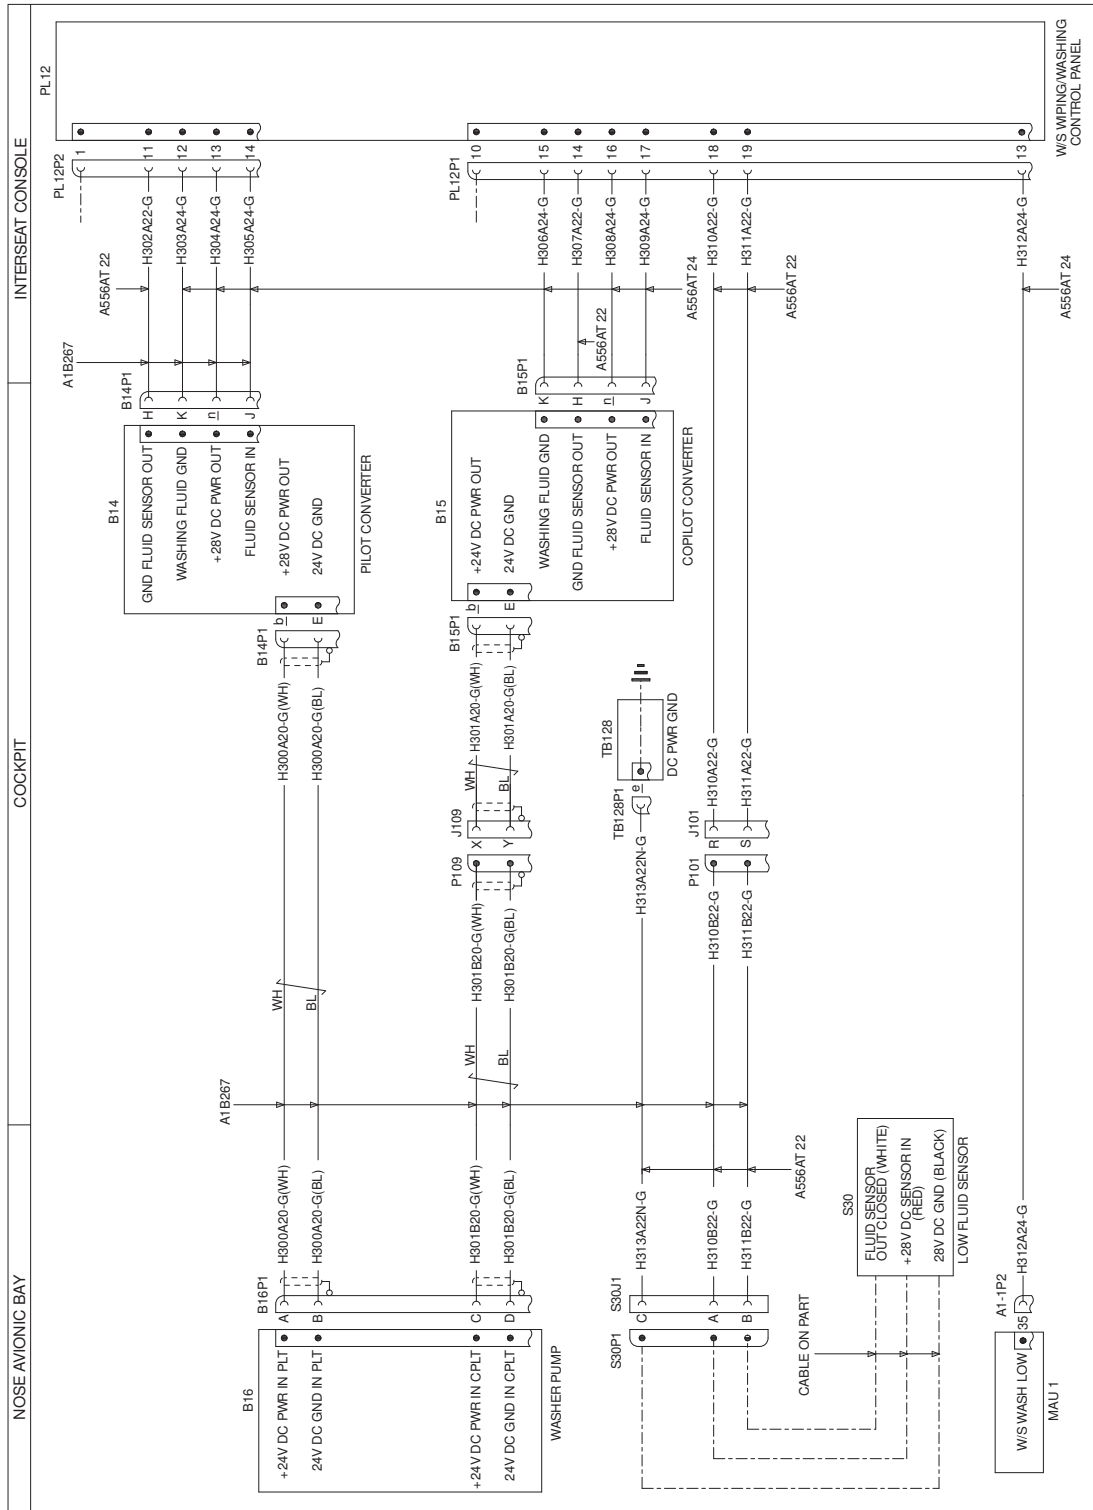 NOSE AVIONIC BAY
COCKPIT
INTERSEAT CONSOLE
PL12
PL12P2
1
11
12
13
14
H302A22-G
H303A24-G
H304A24-G
H305A24-G
A556AT 22
A1B267
B14P1
H
K
n
J
B14
GND FLUID SENSOR OUT
WASHING FLUID GND
+28V DC PWR OUT
FLUID SENSOR IN
+28V DC PWR OUT
24V DC GND
PILOT CONVERTER
b
E
B14P1
H300A20-G(WH)
H300A20-G(BL)
WH
BL
A1B267
H300A20-G(WH)
H300A20-G(BL)
B16P1
A
B
B16
+24V DC PWR IN PLT
24V DC GND IN PLT
+24V DC PWR IN CPLT
24V DC GND IN CPLT
WASHER PUMP
C
D
H301B20-G(WH)
H301B20-G(BL)
WH
BL
H301B20-G(WH)
H301B20-G(BL)
P109
X
Y
J109
WH
BL
H301A20-G(WH)
H301A20-G(BL)
B15P1
b
E
B15
+24V DC PWR OUT
24V DC GND
WASHING FLUID GND
GND FLUID SENSOR OUT
+28V DC PWR OUT
FLUID SENSOR IN
COPILOT CONVERTER
B15P1
K
H
n
J
A556AT 22
H306A24-G
H307A22-G
H308A24-G
H309A24-G
A556AT 24
PL12P1
10
15
14
16
17
18
19
13
H310A22-G
H311A22-G
A556AT 22
H312A24-G
A556AT 24
W/S WIPING/WASHING
CONTROL PANEL
TB128
DC PWR GND
e
TB128P1
H313A22N-G
J101
R
S
P101
H310A22-G
H311A22-G
H310B22-G
H311B22-G
A556AT 22
H313A22N-G
H310B22-G
H311B22-G
S30J1
C
A
B
S30P1
CABLE ON PART
S30
FLUID SENSOR
OUT CLOSED (WHITE)
+28V DC SENSOR IN
(RED)
28V DC GND (BLACK)
LOW FLUID SENSOR
H312A24-G
A1-1P2
35
W/S WASH LOW
MAU 1